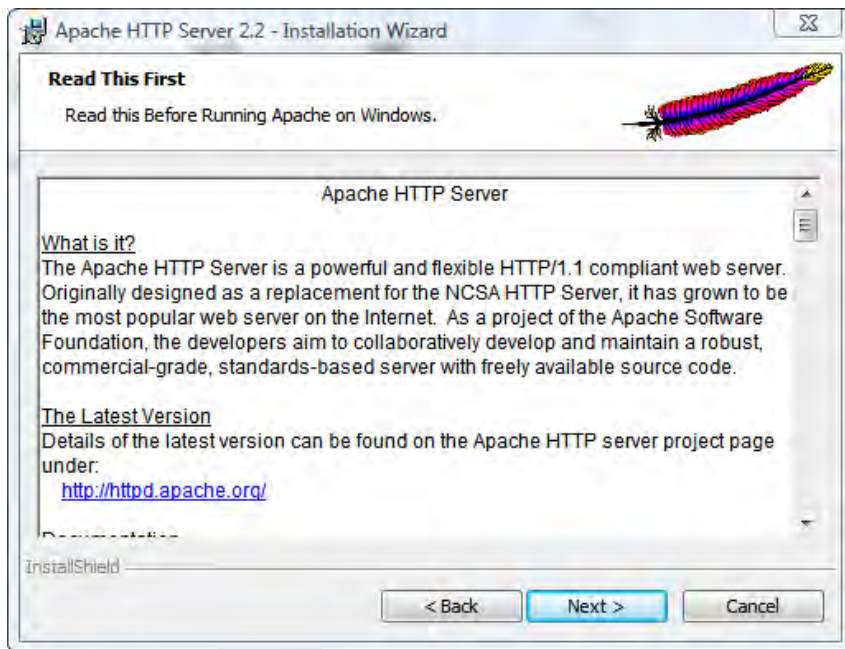 Apache HTTP Server 2.2 - Installation Wizard
Read This First
Read this Before Running Apache on Windows.
Apache HTTP Server
What is it?
The Apache HTTP Server is a powerful and flexible HTTP/1.1 compliant web server.
Originally designed as a replacement for the NCSA HTTP Server, it has grown to be
the most popular web server on the Internet.  As a project of the Apache Software
Foundation, the developers aim to collaboratively develop and maintain a robust,
commercial-grade, standards-based server with freely available source code.
The Latest Version
Details of the latest version can be found on the Apache HTTP server project page
under:
http://httpd.apache.org/
Documentation
InstallShield
< Back
Next >
Cancel